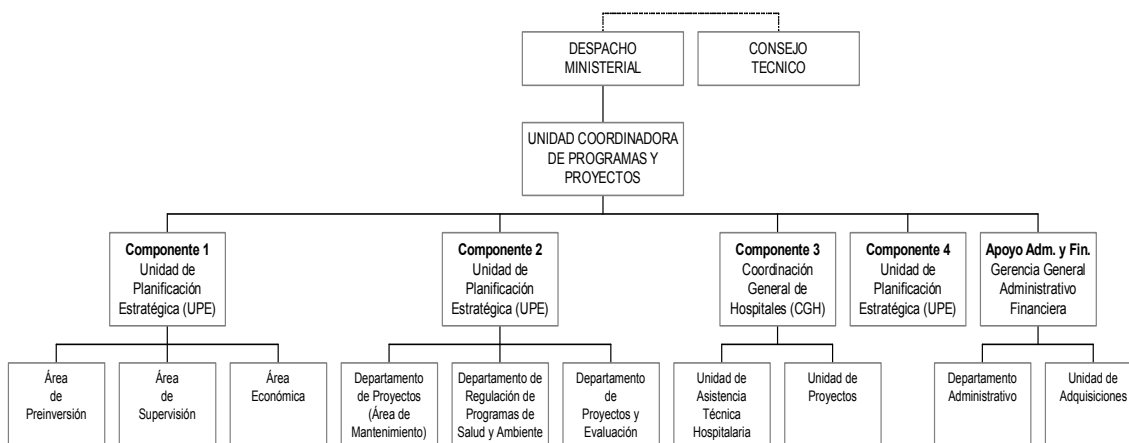 DESPACHO
MINISTERIAL
CONSEJO
TECNICO
UNIDAD COORDINADORA
DE PROGRAMAS Y
PROYECTOS
Componente 1
Unidad de
Planificación
Estratégica (UPE)
Componente 2
Unidad de
Planificación
Estratégica (UPE)
Componente 3
Coordinación
General de
Hospitales (CGH)
Componente 4
Unidad de
Planificación
Estratégica (UPE)
Apoyo Adm. y Fin.
Gerencia General
Administrativo
Financiera
Área
de
Preinversión
Área
de
Supervisión
Área
Económica
Departamento
de Proyectos
(Área de
Mantenimiento)
Departamento de
Regulación de
Programas de
Salud y Ambiente
Departamento
de Proyectos y
Evaluación
Unidad de
Asistencia
Técnica
Hospitalaria
Unidad de
Proyectos
Departamento
Administrativo
Unidad de
Adquisiciones